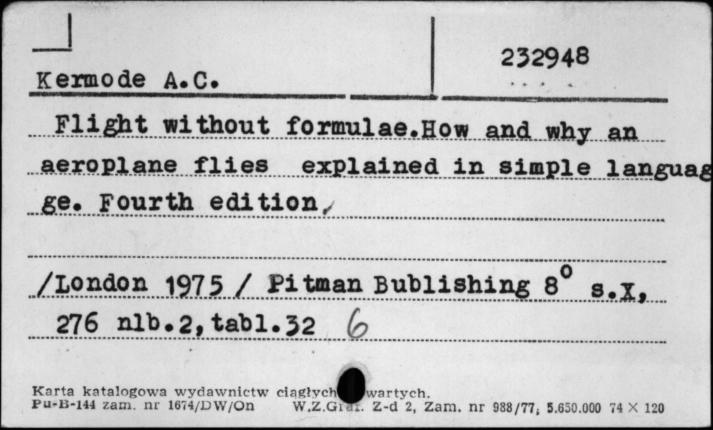 232948
Kermode A.C.
Flight without formulae.How and why an
aeroplane flies explained in simple languag
ge. Fourth edition
/London 1975 / Pitman Bublishing 8° s.X,
276 nlb.2,tabl.32 6
Karta katalogowa wydawnictw ciągłych wartych.
Pu-B-144 zam. nr 1674/DW/On W.Z.Graf. Z-d 2, Zam. nr 988/77; 5.650.000 74 X 120